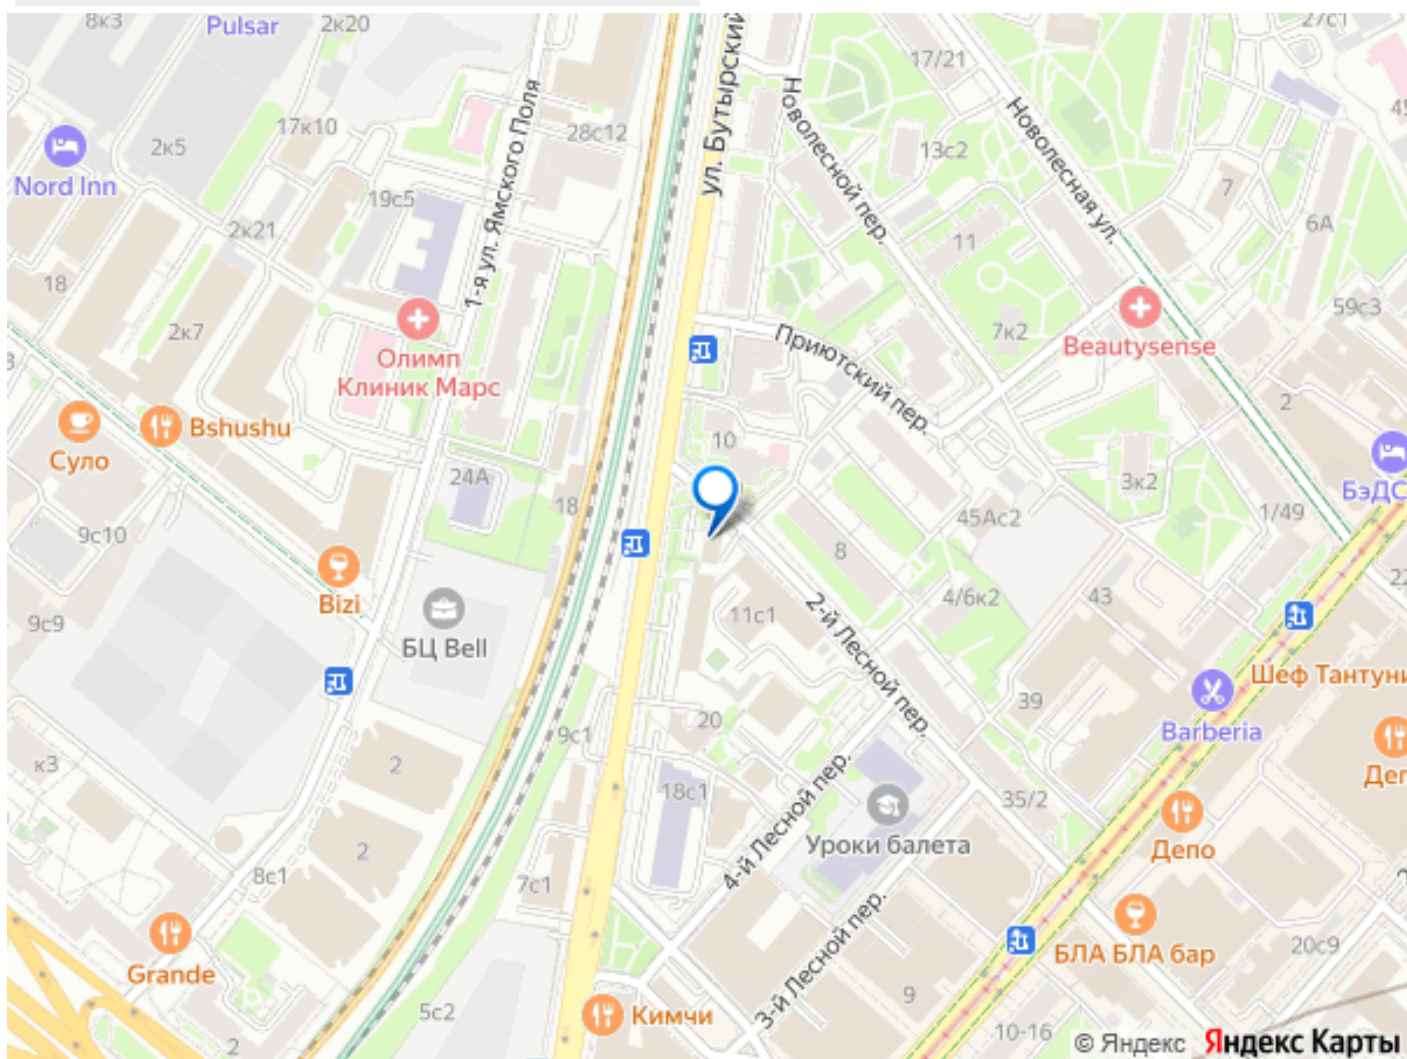 8к3
Pulsar
2к20
27с1
17/21
ул. Бутырский
Новолесной пер.
Новолесная ул.
1-я ул. Ямского Поля
17к10
28с12
2к5
Nord Inn
13с2
45
7
19с5
2к21
11
6А
18
59с3
2к7
7к2
Beautysense
Олимп
Клиник Марс
Приютский пер.
3
2
Bshushu
10
Суло
24А
18
3к2
БэДС
1/49
45Ас2
9с10
8
22
Bizi
4/6к2
43
11с1
2-й Лесной пер.
9с9
БЦ Bell
Шеф Тантуни
39
20
9с1
Barberia
к3
2
18с1
Деп
4-й Лесной пер.
35/2
Уроки балета
Депо
2
8с1
7с1
2
3-й Лесной пер.
БЛА БЛА бар
20с9
Grande
5с2
Кимчи
9
10-16
2
© Яндекс Яндекс Карты